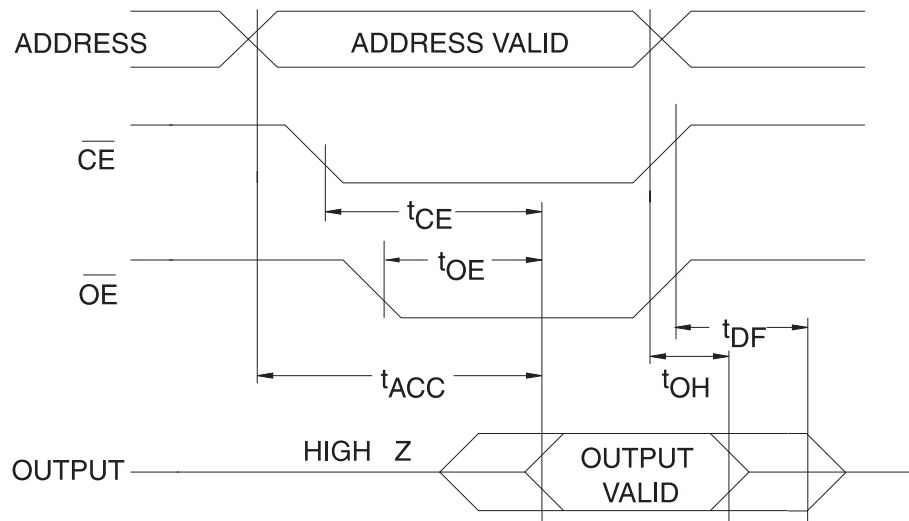 ADDRESS
ADDRESS VALID
CE
tCE
tOE
OE
tDF
tACC
tOH
HIGH Z
OUTPUT
OUTPUT
VALID